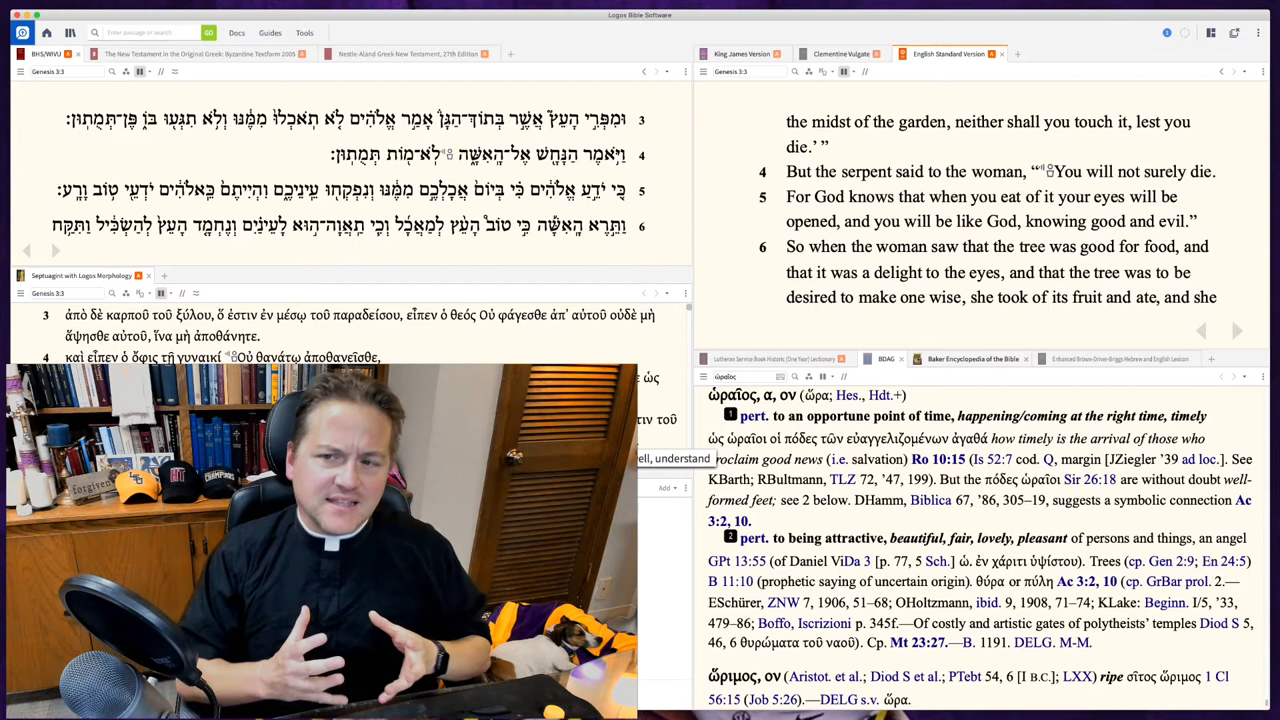 Logos Bible Software
Enter passage or search
GO
Docs
Guides
Tools
BHS/WIVU A
The New Testament in the Original Greek: Byzantine Textform 2005 A
Nestle-Aland Greek New Testament, 27th Edition A
Genesis 3:3
3 וּמִפְּרִ֣י הָעֵץ֮ אֲשֶׁ֣ר בְּתוֹךְ־הַגָּן֒ אָמַ֣ר אֱלֹהִ֗ים לֹ֤א תֹֽאכְלוּ֙ מִמֶּ֔נּוּ וְלֹ֥א תִגְּע֖וּ בּ֑וֹ פֶּן־תְּמֻתֽוּן׃
4 וַיֹּ֥אמֶר הַנָּחָ֖שׁ אֶל־הָֽאִשָּׁ֑ה לֹֽא־מ֖וֹת תְּמֻתֽוּן׃
5 כִּ֚י יֹדֵ֣עַ אֱלֹהִ֔ים כִּ֗י בְּיוֹם֙ אֲכָלְכֶ֣ם מִמֶּ֔נּוּ וְנִפְקְח֖וּ עֵֽינֵיכֶ֑ם וִהְיִיתֶם֙ כֵּֽאלֹהִ֔ים יֹדְעֵ֖י ט֥וֹב וָרָֽע׃
6 וַתֵּ֣רֶא הָֽאִשָּׁ֡ה כִּ֣י טוֹב֩ הָעֵ֨ץ לְמַאֲכָ֜ל וְכִ֧י תַֽאֲוָה־ה֣וּא לָעֵינַ֗יִם וְנֶחְמָ֤ד הָעֵץ֙ לְהַשְׂכִּ֔יל וַתִּקַּ֥ח
Septuagint with Logos Morphology A
Genesis 3:3
3 ἀπὸ δὲ καρποῦ τοῦ ξύλου, ὅ ἐστιν ἐν μέσῳ τοῦ παραδείσου, εἶπεν ὁ θεός Οὐ φάγεσθε ἀπʼ αὐτοῦ οὐδὲ μὴ
ἅψησθε αὐτοῦ, ἵνα μὴ ἀποθάνητε.
4 καὶ εἶπεν ὁ ὄφις τῇ γυναικί Οὐ θανάτῳ ἀποθανεῖσθε,
ε ὡς
τιν τοῦ
ell, understand
Add
King James Version A
Clementine Vulgate A
English Standard Version A
Genesis 3:3
the midst of the garden, neither shall you touch it, lest you
die.’ ”
4 But the serpent said to the woman, “You will not surely die.
5 For God knows that when you eat of it your eyes will be
opened, and you will be like God, knowing good and evil.”
6 So when the woman saw that the tree was good for food, and
that it was a delight to the eyes, and that the tree was to be
desired to make one wise, she took of its fruit and ate, and she
Lutheran Service Book Historic (One Year) Lectionary A
BDAG A
Baker Encyclopedia of the Bible
Enhanced Brown-Driver-Briggs Hebrew and English Lexicon
ὡραῖος
ὡραῖος, α, ον (ὥρα; Hes., Hdt.+)
1 pert. to an opportune point of time, happening/coming at the right time, timely
ὡς ὡραῖοι οἱ πόδες τῶν εὐαγγελιζομένων ἀγαθά how timely is the arrival of those who
proclaim good news (i.e. salvation) Ro 10:15 (Is 52:7 cod. Q, margin [JZiegler ’39 ad loc.]. See
KBarth; RBultmann, TLZ 72, ’47, 199). But the πόδες ὡραῖοι Sir 26:18 are without doubt well-
formed feet; see 2 below. DHamm, Biblica 67, ’86, 305–19, suggests a symbolic connection Ac
3:2, 10.
2 pert. to being attractive, beautiful, fair, lovely, pleasant of persons and things, an angel
GPt 13:55 (of Daniel ViDa 3 [p. 77, 5 Sch.] ὡ. ἐν χάριτι ὑψίστου). Trees (cp. Gen 2:9; En 24:5)
B 11:10 (prophetic saying of uncertain origin). θύρα or πύλη Ac 3:2, 10 (cp. GrBar prol. 2.—
ESchürer, ZNW 7, 1906, 51–68; OHoltzmann, ibid. 9, 1908, 71–74; KLake: Beginn. I/5, ’33,
479–86; Boffo, Iscrizioni p. 345f.—Of costly and artistic gates of polytheists’ temples Diod S 5,
46, 6 θυρώματα τοῦ ναοῦ). Cp. Mt 23:27.—B. 1191. DELG. M-M.
ὥριμος, ον (Aristot. et al.; Diod S et al.; PTebt 54, 6 [I B.C.]; LXX) ripe σῖτος ὥριμος 1 Cl
56:15 (Job 5:26).—DELG s.v. ὥρα.
CHAMPIONS